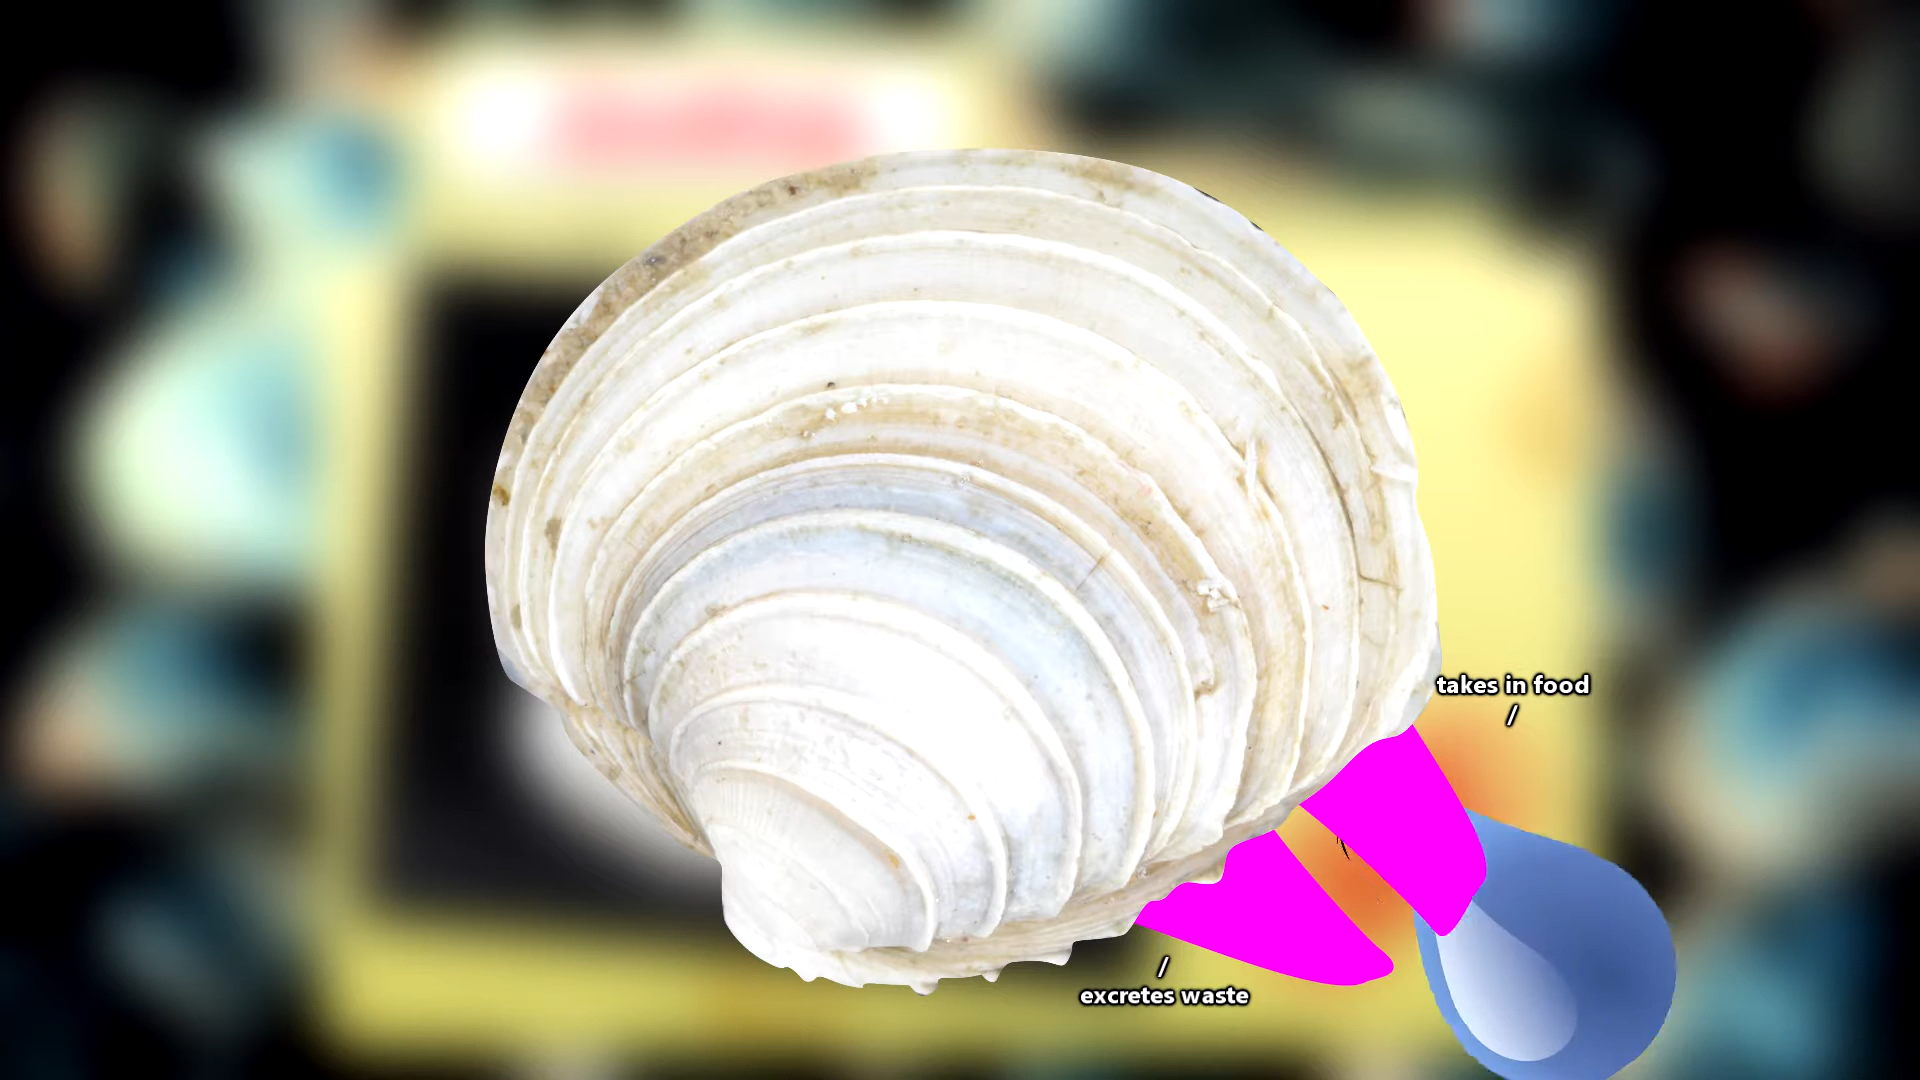 takes in food
/
/
excretes waste